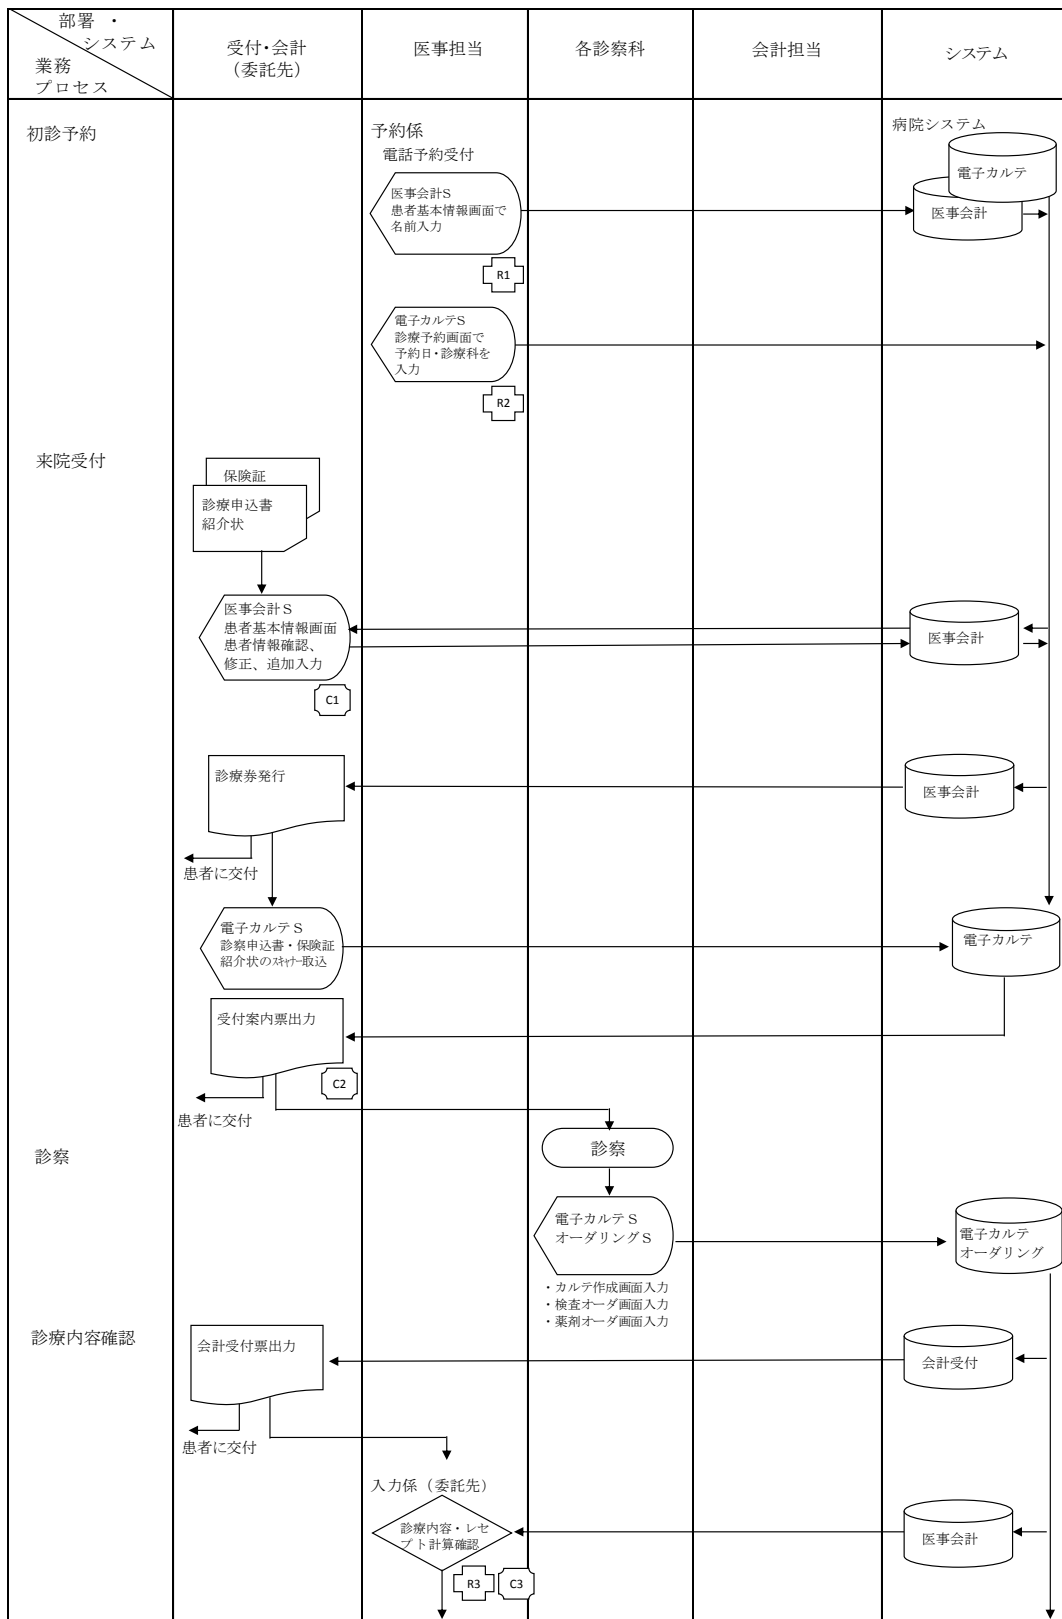 部署 ・
システム
業務
プロセス
受付・会計
（委託先）
医事担当
各診察科
会計担当
システム
初診予約
予約係
電話予約受付
医事会計S
患者基本情報画面で
名前入力
R1
病院システム
電子カルテ
医事会計
電子カルテS
診療予約画面で
予約日・診療科を
入力
R2
来院受付
保険証
診療申込書
紹介状
医事会計S
患者基本情報画面
患者情報確認、
修正、追加入力
C1
医事会計
診療券発行
医事会計
患者に交付
電子カルテS
診察申込書・保険証
紹介状のスキャナー取込
電子カルテ
受付案内票出力
C2
患者に交付
診察
診察
電子カルテS
オーダリングS
・カルテ作成画面入力
・検査オーダ画面入力
・薬剤オーダ画面入力
電子カルテ
オーダリング
診療内容確認
会計受付票出力
会計受付
患者に交付
入力係（委託先）
診療内容・レセ
プト計算確認
R3
C3
医事会計